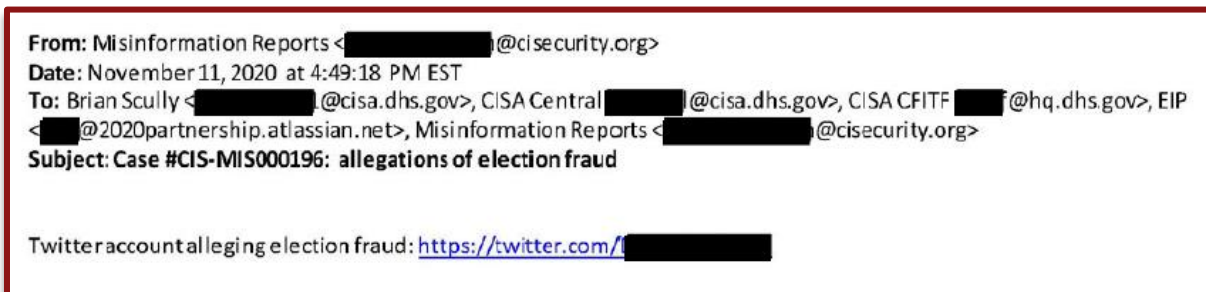 From: Misinformation Reports < @cisecurity.org>
Date: November 11, 2020 at 4:49:18 PM EST
To: Brian Scully < @cisa.dhs.gov>, CISA Central @cisa.dhs.gov>, CISA CFITF @hq.dhs.gov>, EIP
< @2020partnership.atlassian.net>, Misinformation Reports < @cisecurity.org>
Subject: Case #CIS-MIS000196: allegations of election fraud
Twitter account alleging election fraud: https://twitter.com/